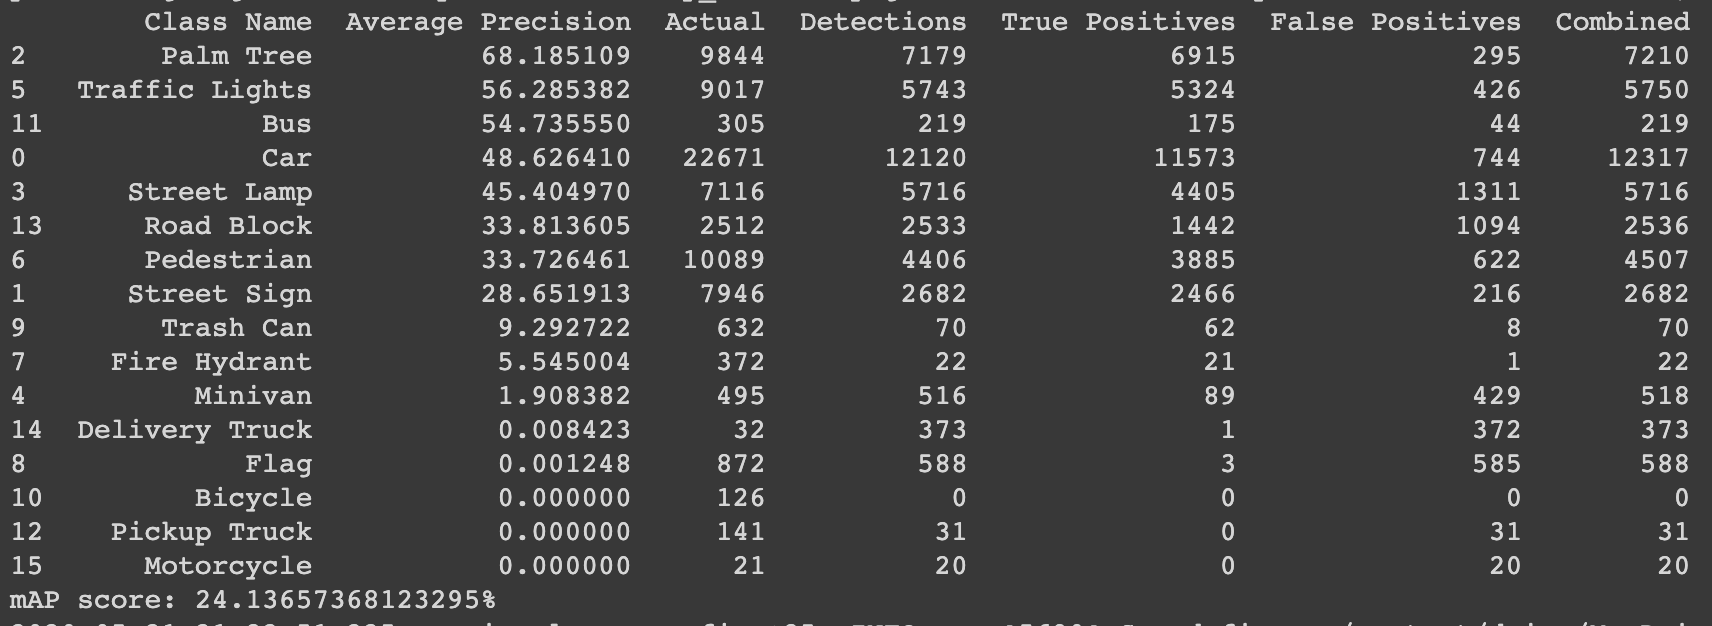 Class Name Average Precision Actual Detections True Positives False Positives Combined
2 Palm Tree 68.185109 9844 7179 6915 295 7210
5 Traffic Lights 56.285382 9017 5743 5324 426 5750
11 Bus 54.735550 305 219 175 44 219
0 Car 48.626410 22671 12120 11573 744 12317
3 Street Lamp 45.404970 7116 5716 4405 1311 5716
13 Road Block 33.813605 2512 2533 1442 1094 2536
6 Pedestrian 33.726461 10089 4406 3885 622 4507
1 Street Sign 28.651913 7946 2682 2466 216 2682
9 Trash Can 9.292722 632 70 62 8 70
7 Fire Hydrant 5.545004 372 22 21 1 22
4 Minivan 1.908382 495 516 89 429 518
14 Delivery Truck 0.008423 32 373 1 372 373
8 Flag 0.001248 872 588 3 585 588
10 Bicycle 0.000000 126 0 0 0 0
12 Pickup Truck 0.000000 141 31 0 31 31
15 Motorcycle 0.000000 21 20 0 20 20
mAP score: 24.13657368123295%